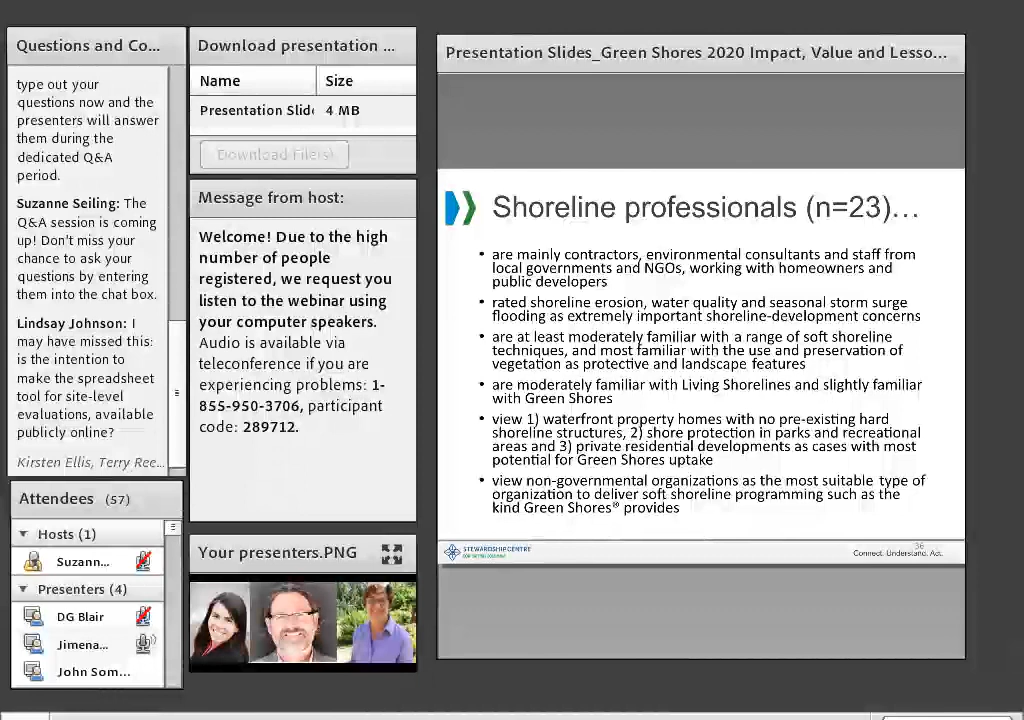 Questions and Co...
type out your
questions now and the
presenters will answer
them during the
dedicated Q&A
period.
Suzanne Seiling: The
Q&A session is coming
up! Don't miss your
chance to ask your
questions by entering
them into the chat box.
Lindsay Johnson: I
may have missed this:
is the intention to
make the spreadsheet
tool for site-level
evaluations, available
publicly online?
Kirsten Ellis, Terry Ree...
Attendees (57)
Hosts (1)
Suzann...
Presenters (4)
DG Blair
Jimena...
John Som...
Download presentation ...
Name Size
Presentation Slid 4 MB
Download File(s)
Message from host:
Welcome! Due to the high
number of people
registered, we request you
listen to the webinar using
your computer speakers.
Audio is available via
teleconference if you are
experiencing problems: 1-
855-950-3706, participant
code: 289712.
Your presenters.PNG
Presentation Slides_Green Shores 2020 Impact, Value and Lesso...
Shoreline professionals (n=23)...
• are mainly contractors, environmental consultants and staff from
local governments and NGOs, working with homeowners and
public developers
• rated shoreline erosion, water quality and seasonal storm surge
flooding as extremely important shoreline-development concerns
• are at least moderately familiar with a range of soft shoreline
techniques, and most familiar with the use and preservation of
vegetation as protective and landscape features
• are moderately familiar with Living Shorelines and slightly familiar
with Green Shores
• view 1) waterfront property homes with no pre-existing hard
shoreline structures, 2) shore protection in parks and recreational
areas and 3) private residential developments as cases with most
potential for Green Shores uptake
• view non-governmental organizations as the most suitable type of
organization to deliver soft shoreline programming such as the
kind Green Shores® provides
STEWARDSHIP CENTRE
36
Connect. Understand. Act.